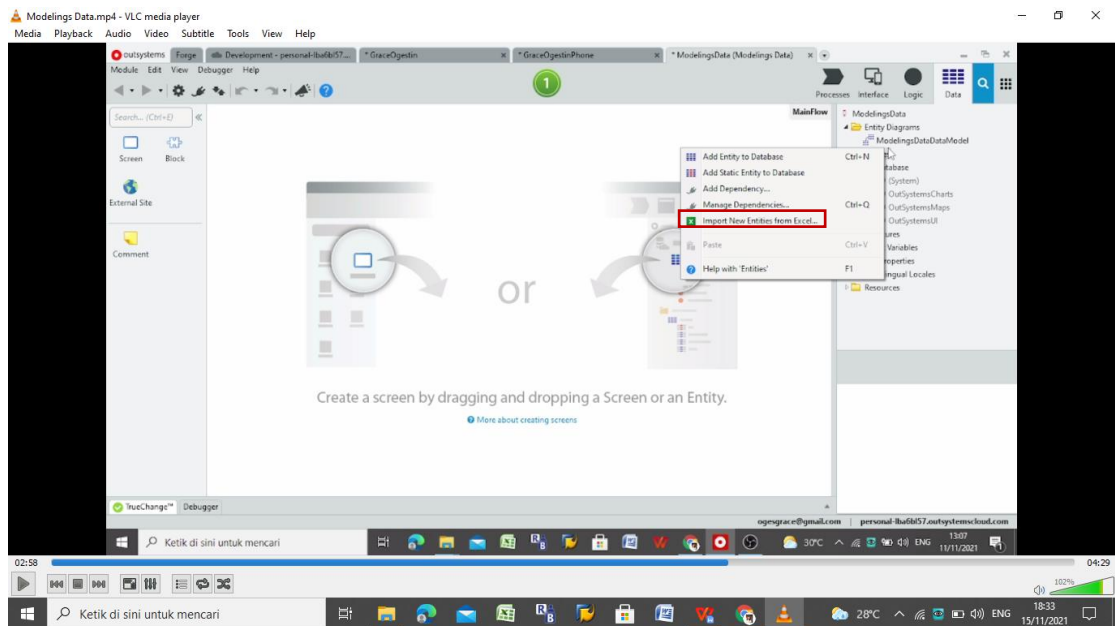 Modelings Data.mp4 - VLC media player
Media Playback Audio Video Subtitle Tools View Help
outsystems Forge Development - personal-lba6bl57... * GraceOgestin × * GraceOgestinPhone × * ModelingsData (Modelings Data) ×
Module Edit View Debugger Help
1
Processes Interface Logic Data
Search... (Ctrl+E)
Screen Block
External Site
Comment
MainFlow
ModelingsData
Entity Diagrams
ModelingsDataDataModel
Add Entity to Database Ctrl+N
Add Static Entity to Database
Add Dependency...
Manage Dependencies... Ctrl+Q
Import New Entities from Excel...
Paste Ctrl+V
Help with 'Entities' F1
tabase
(System)
OutSystemsCharts
OutSystemsMaps
OutSystemsUI
ures
Variables
roperties
ingual Locales
Resources
or
Create a screen by dragging and dropping a Screen or an Entity.
More about creating screens
TrueChange™ Debugger
ogesgrace@gmail.com | personal-lba6bl57.outsystemscloud.com
Ketik di sini untuk mencari 30°C ENG 13:07
11/11/2021
02:58 04:29
102%
Ketik di sini untuk mencari 28°C ENG 18:33
15/11/2021